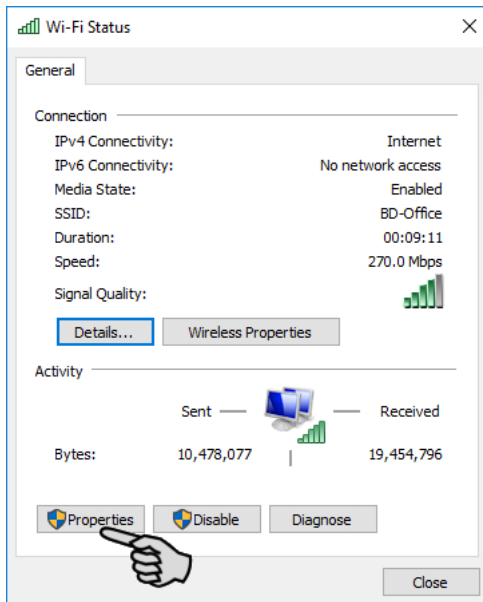 Wi-Fi Status
General
Connection
IPv4 Connectivity: Internet
IPv6 Connectivity: No network access
Media State: Enabled
SSID: BD-Office
Duration: 00:09:11
Speed: 270.0 Mbps
Signal Quality:
Details... Wireless Properties
Activity
Sent Received
Bytes: 10,478,077 19,454,796
Properties Disable Diagnose
Close